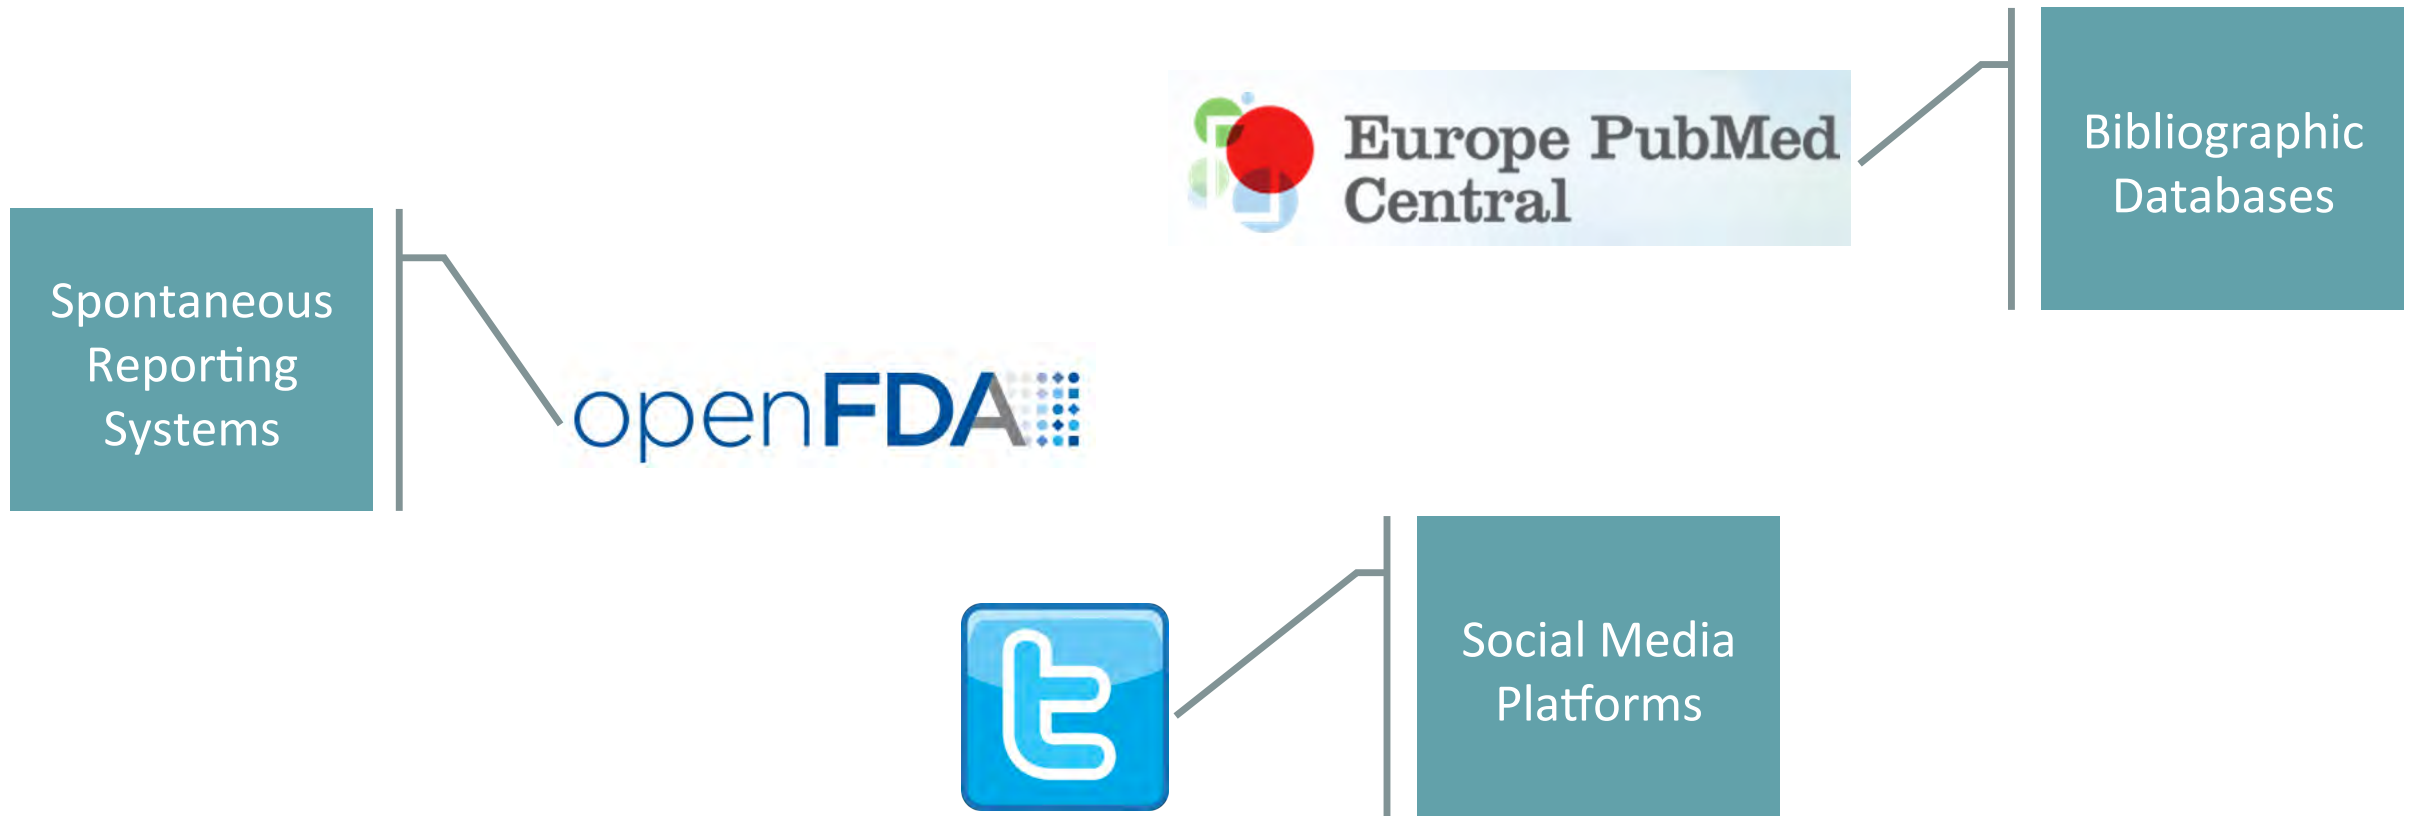 Europe PubMed
Central
Bibliographic
Databases
Spontaneous
Reporting
Systems
openFDA
t
Social Media
Platforms